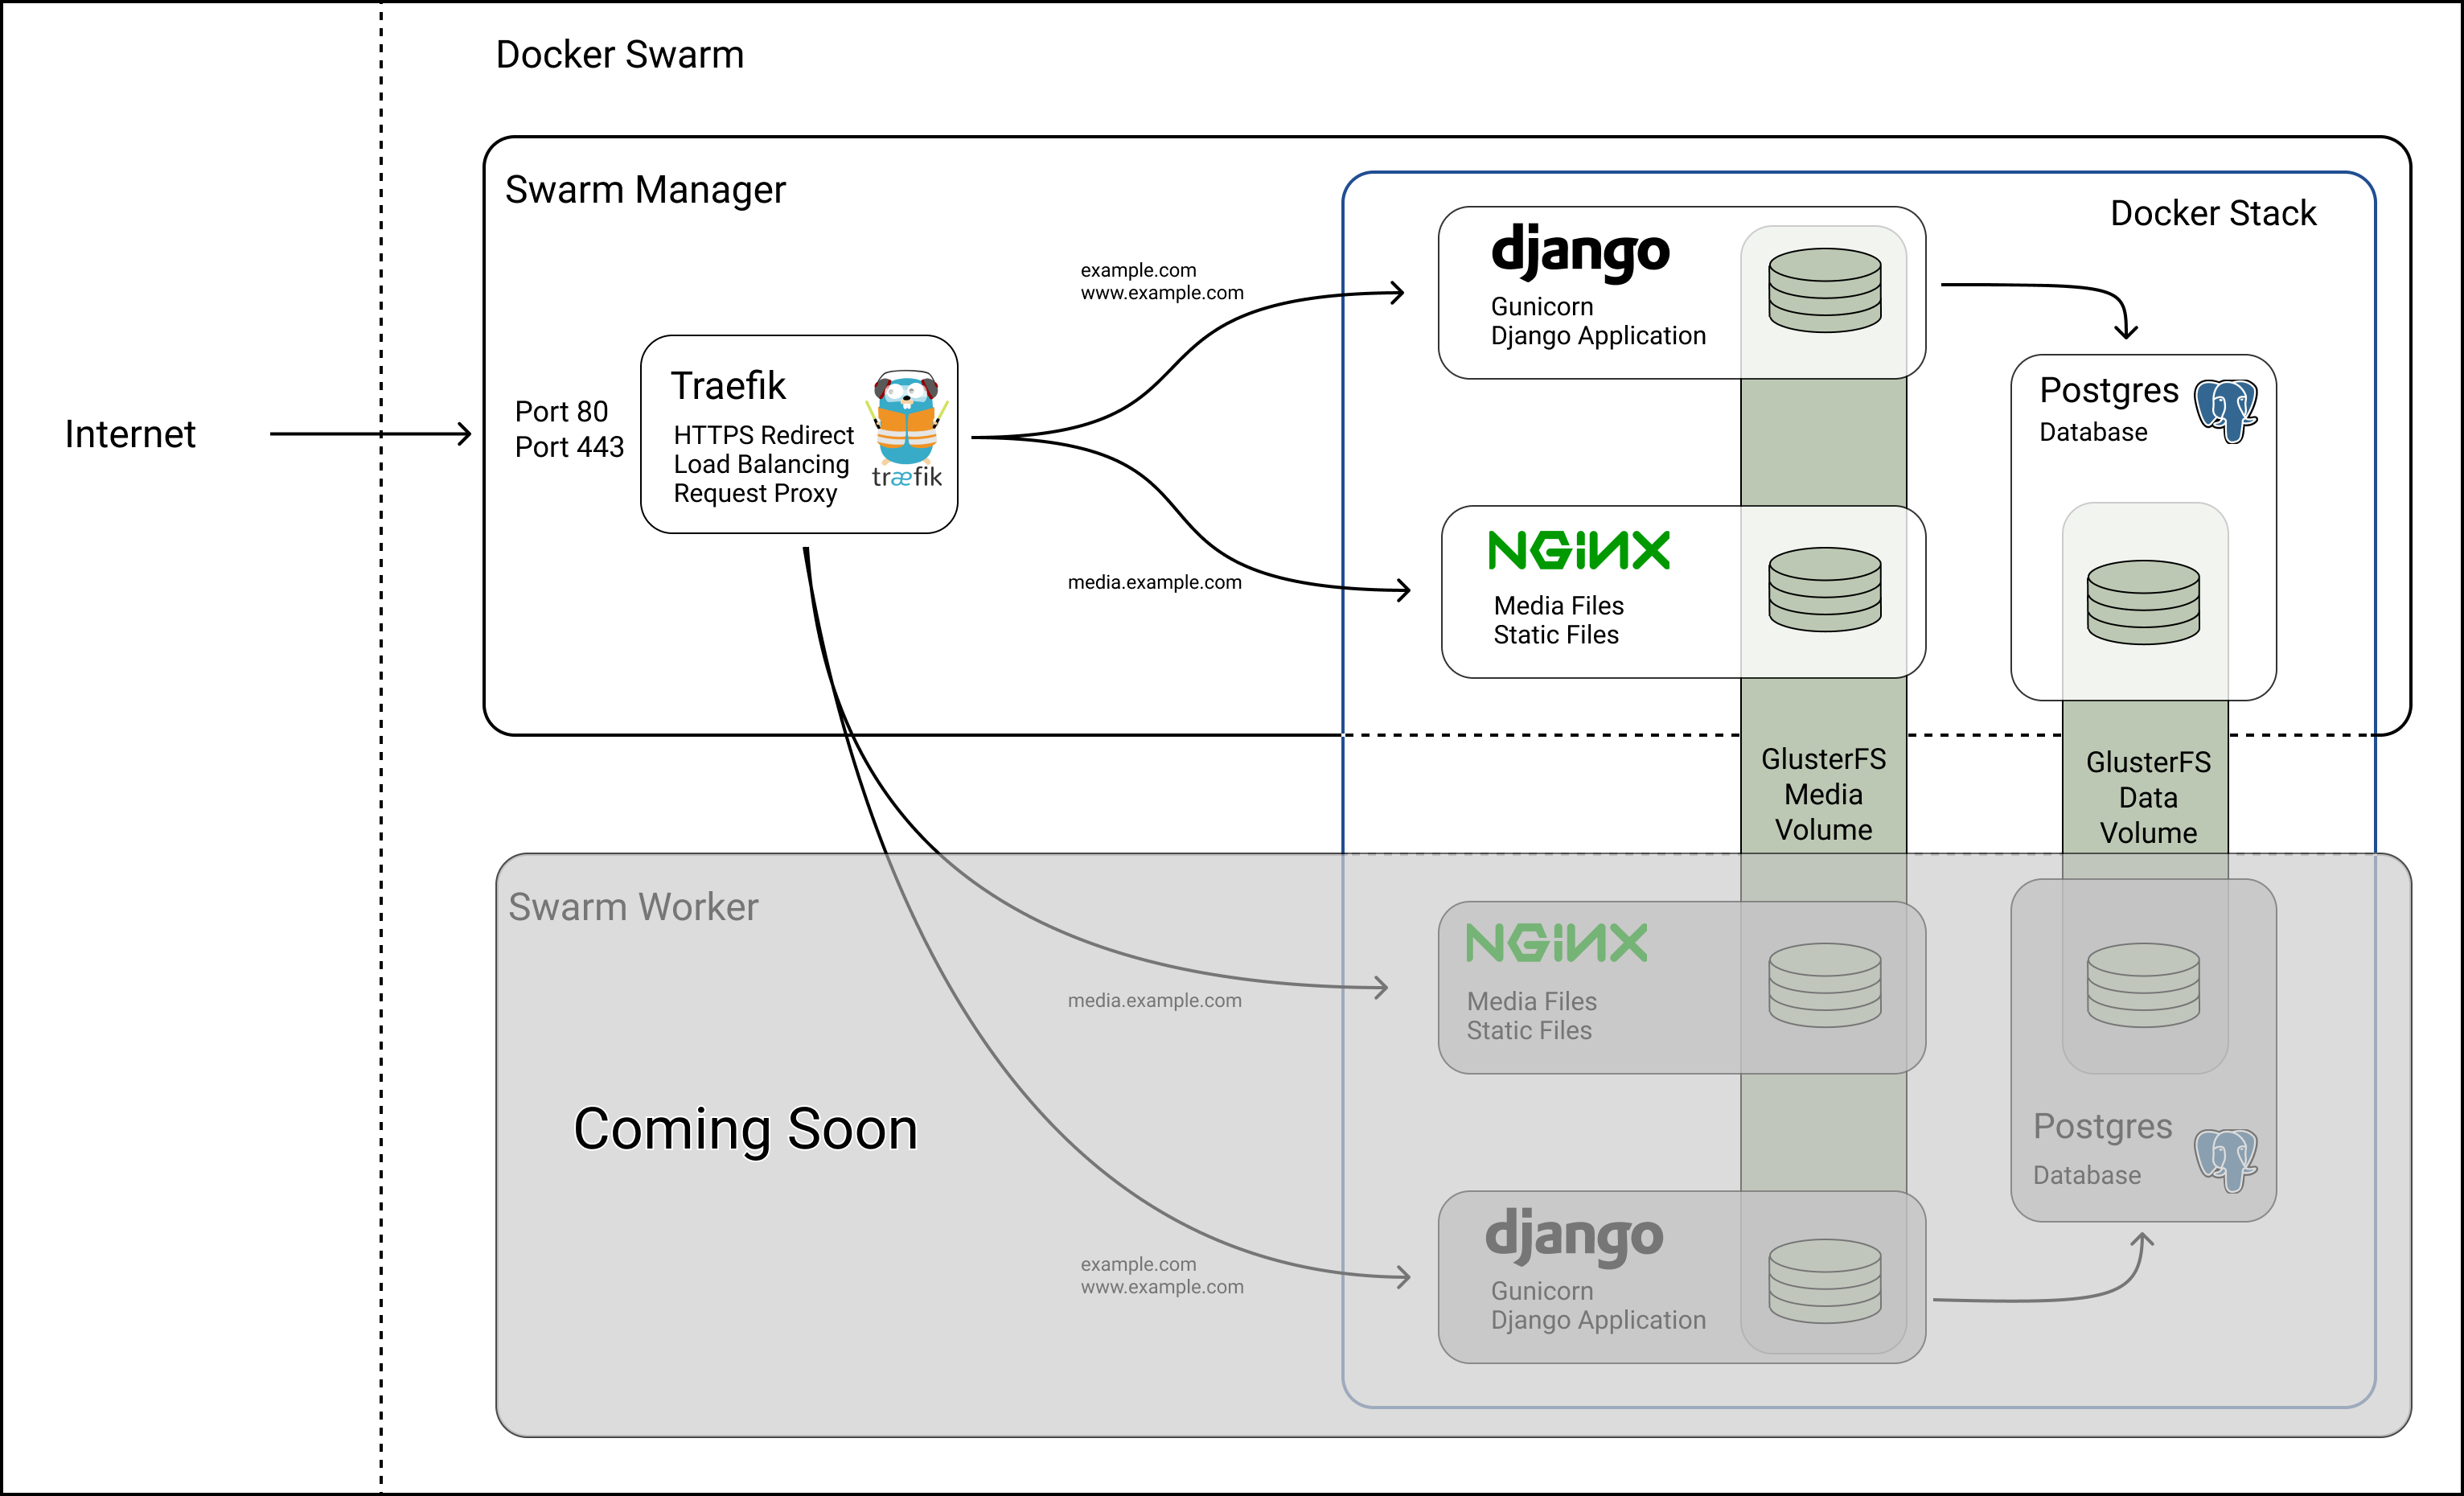 Docker Swarm
Swarm Manager
Docker Stack
Internet
Port 80
Port 443
Traefik
HTTPS Redirect
Load Balancing
Request Proxy
træfik
example.com
www.example.com
media.example.com
django
Gunicorn
Django Application
NGINX
Media Files
Static Files
Postgres
Database
GlusterFS
Media
Volume
GlusterFS
Data
Volume
Swarm Worker
Coming Soon
media.example.com
example.com
www.example.com
NGINX
Media Files
Static Files
django
Gunicorn
Django Application
Postgres
Database